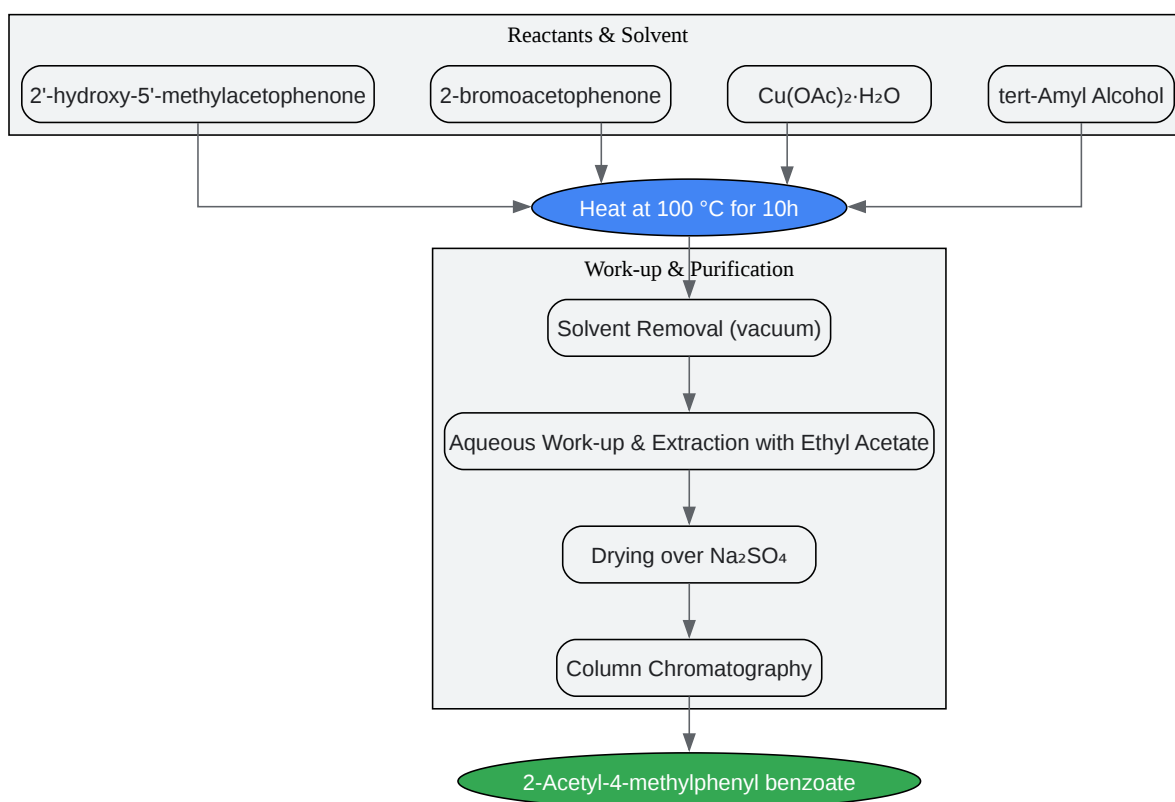 Reactants & Solvent
2'-hydroxy-5'-methylacetophenone
2-bromoacetophenone
Cu(OAc)₂·H₂O
tert-Amyl Alcohol
Heat at 100 °C for 10h
Work-up & Purification
Solvent Removal (vacuum)
Aqueous Work-up & Extraction with Ethyl Acetate
Drying over Na₂SO₄
Column Chromatography
2-Acetyl-4-methylphenyl benzoate